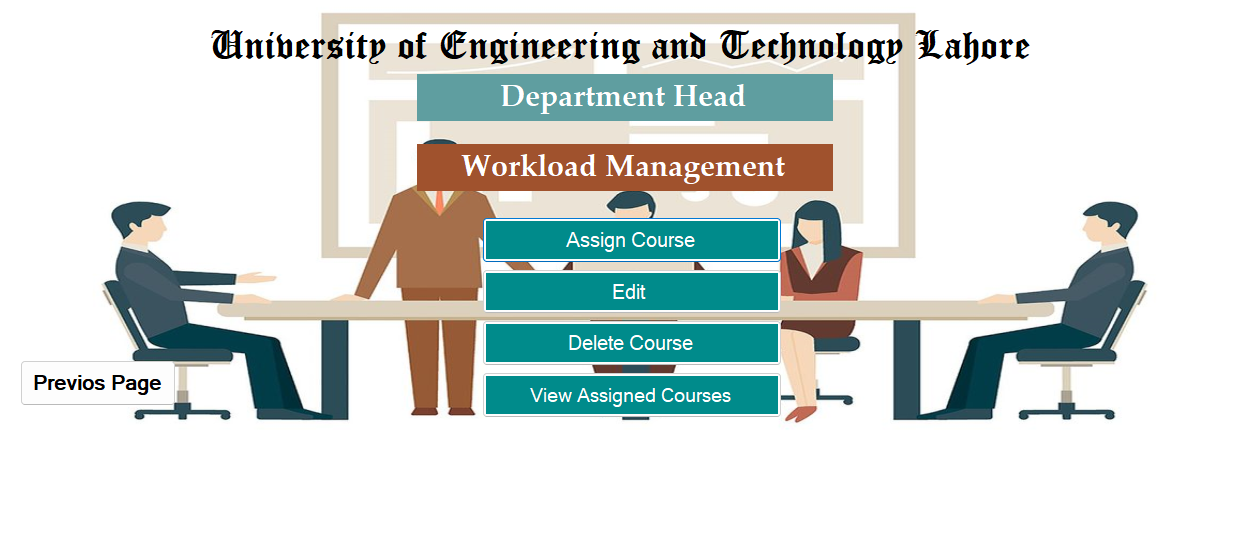 University of Engineering and Technology Lahore
Department Head
Workload Management
Assign Course
Edit
Delete Course
Previos Page
View Assigned Courses